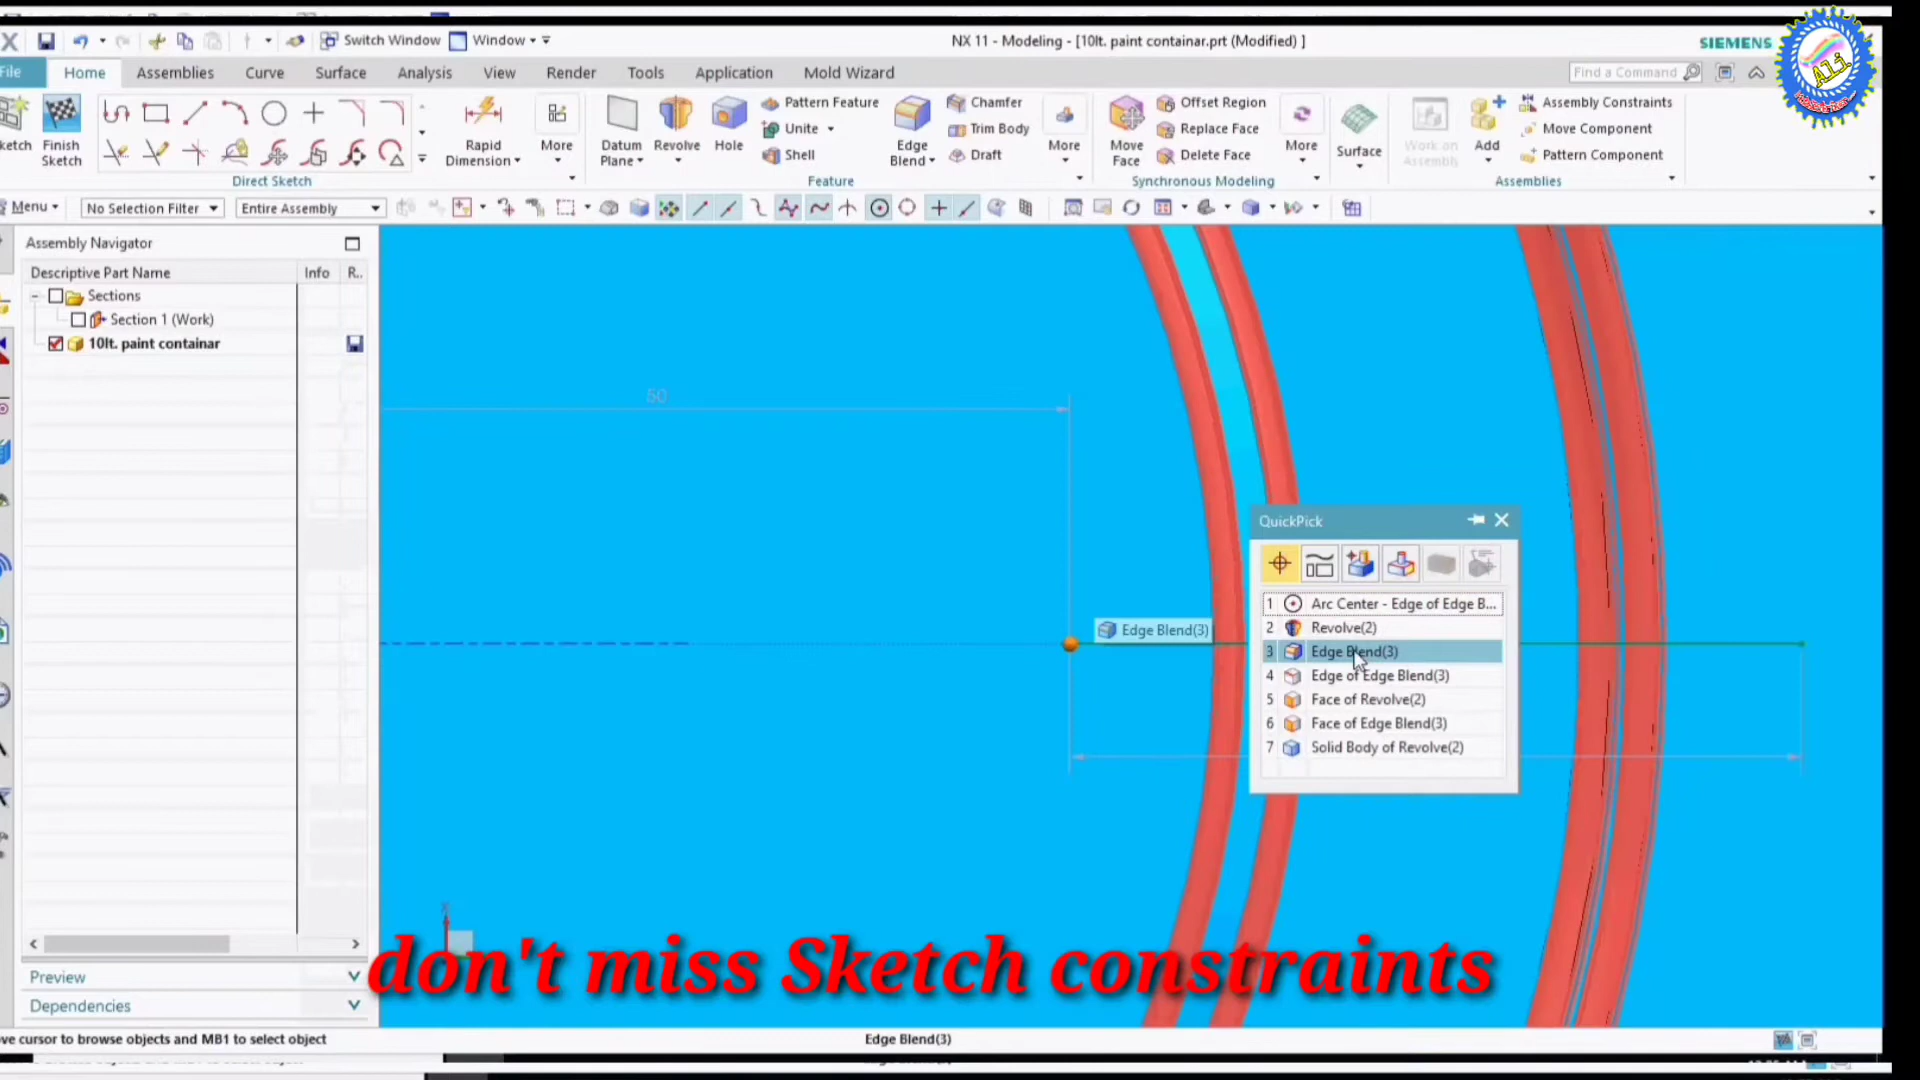 Switch Window Window
NX 11 - Modeling - [10lt. paint containar.prt (Modified) ]
SIEMENS
Ali
File Home Assemblies Curve Surface Analysis View Render Tools Application Mold Wizard
Find a Command
Finish Sketch
Direct Sketch
Rapid Dimension
More
Datum Plane
Revolve
Hole
Pattern Feature
Unite
Shell
Edge Blend
Chamfer
Trim Body
Draft
More
Feature
Move Face
Offset Region
Replace Face
Delete Face
More
Synchronous Modeling
Surface
Work on Assembly
Add
Assembly Constraints
Move Component
Pattern Component
Assemblies
Menu No Selection Filter Entire Assembly
Assembly Navigator
Descriptive Part Name Info R..
Sections
Section 1 (Work)
10lt. paint containar
50
Edge Blend(3)
QuickPick
1 Arc Center - Edge of Edge B...
2 Revolve(2)
3 Edge Blend(3)
4 Edge of Edge Blend(3)
5 Face of Revolve(2)
6 Face of Edge Blend(3)
7 Solid Body of Revolve(2)
X
don't miss Sketch constraints
Preview
Dependencies
ve cursor to browse objects and MB1 to select object
Edge Blend(3)